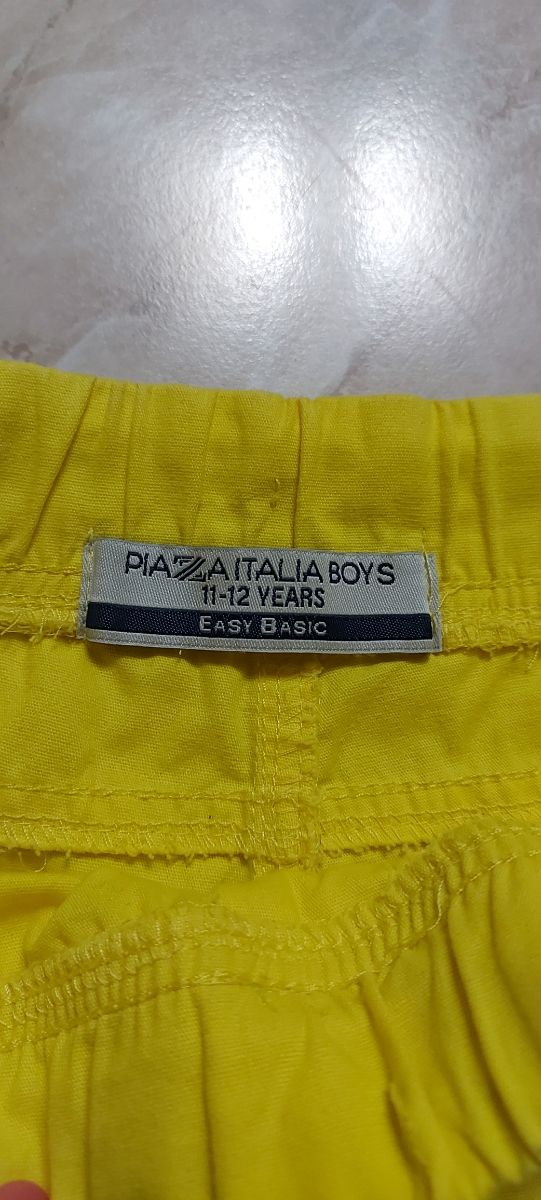 PIAZZA ITALIA BOYS
11-12 YEARS
EASY BASIC